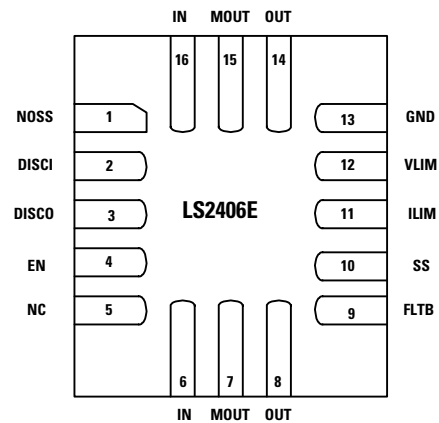 IN MOUT OUT
16 15 14
NOSS 1 13 GND
DISCI 2 12 VLIM
DISCO 3 LS2406E 11 ILIM
EN 4 10 SS
NC 5 9 FLTB
6 7 8
IN MOUT OUT